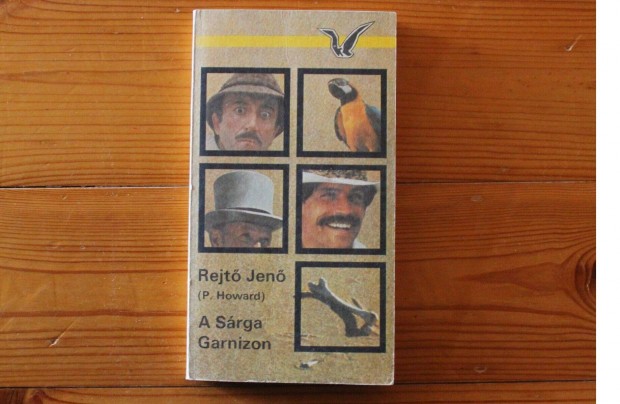 Rejtő Jenő
(P. Howard)
A Sárga
Garnizon